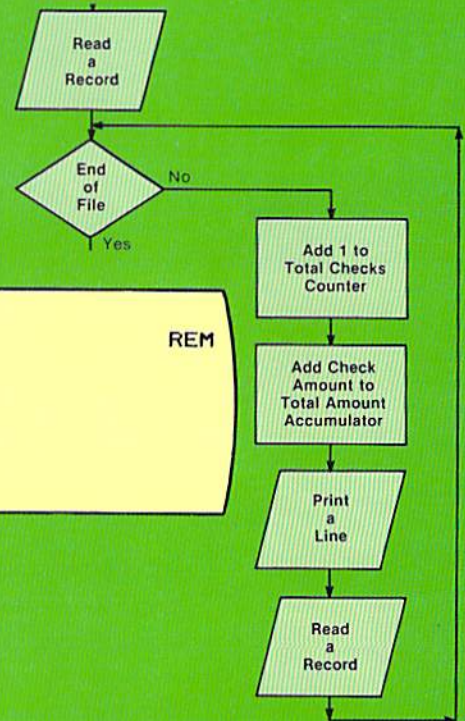 Read
a
Record
End
of
File
No
Yes
Add 1 to
Total Checks
Counter
REM
Add Check
Amount to
Total Amount
Accumulator
Print
a
Line
Read
a
Record